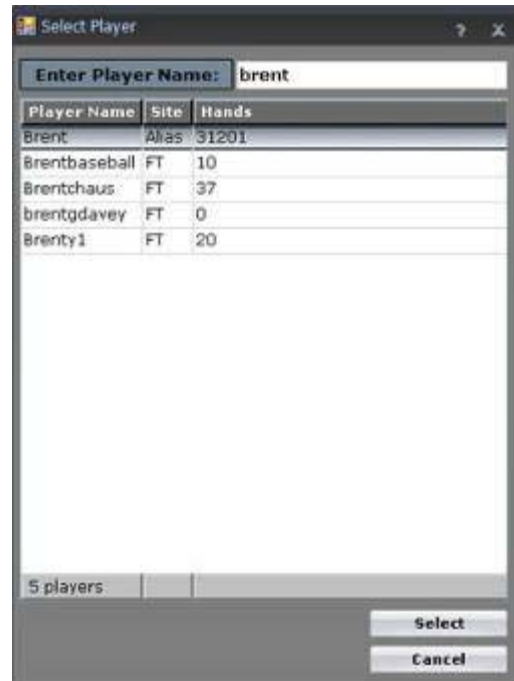 Select Player ? X
Enter Player Name: brent
Player Name Site Hands
Brent Alias 31201
Brentbaseball FT 10
Brentchaus FT 37
brentgdavey FT 0
Brenty1 FT 20
5 players
Select
Cancel